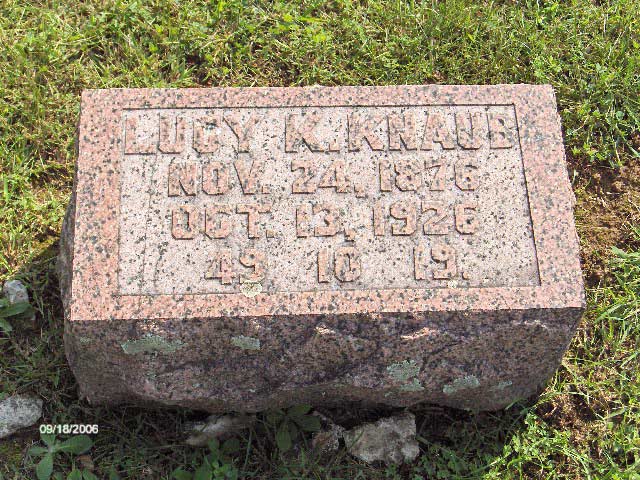 LUCY K. KNAUB
NOV. 24, 1876
OCT. 13, 1926
49 10 19.
09/18/2006